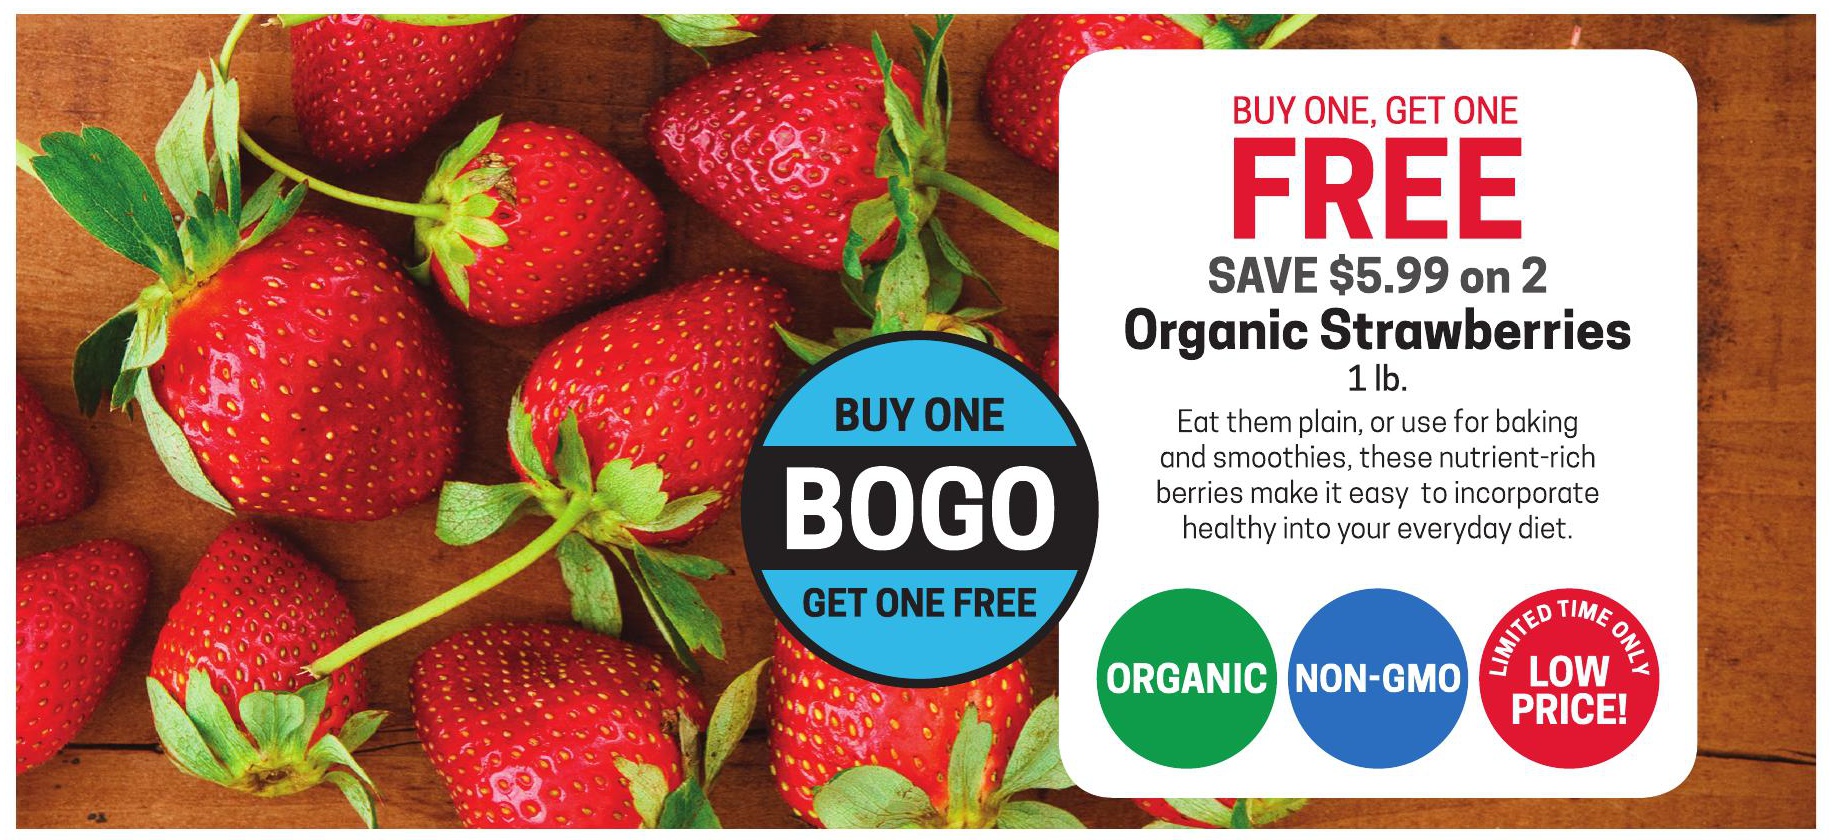 BUY ONE, GET ONE
FREE
SAVE $5.99 on 2
Organic Strawberries
1 lb.
Eat them plain, or use for baking
and smoothies, these nutrient-rich
berries make it easy to incorporate
healthy into your everyday diet.
BUY ONE
BOGO
GET ONE FREE
ORGANIC
NON-GMO
LIMITED TIME ONLY
LOW
PRICE!